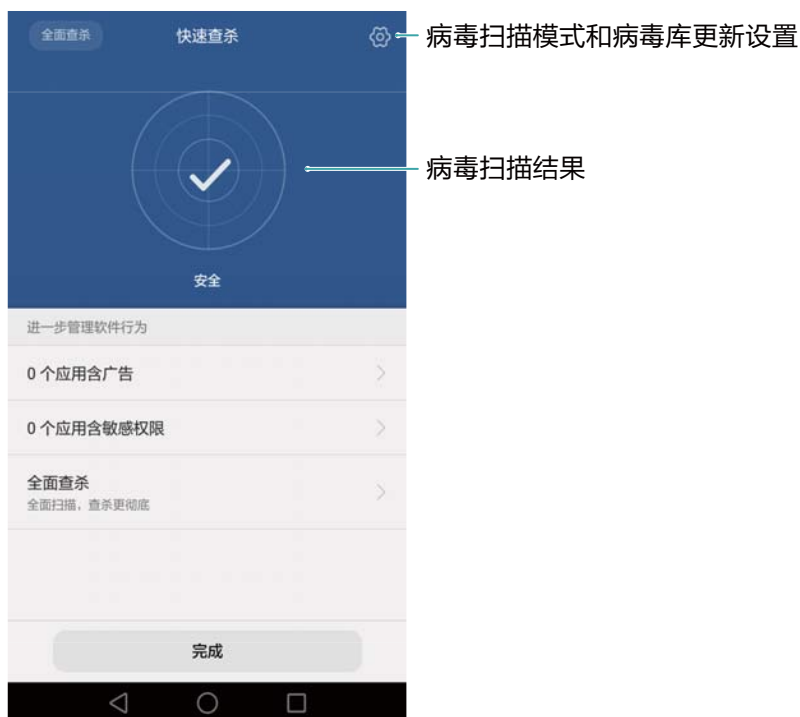 全面查杀
快速查杀
病毒扫描模式和病毒库更新设置
病毒扫描结果
安全
进一步管理软件行为
0 个应用含广告
0 个应用含敏感权限
全面查杀
全面扫描，查杀更彻底
完成